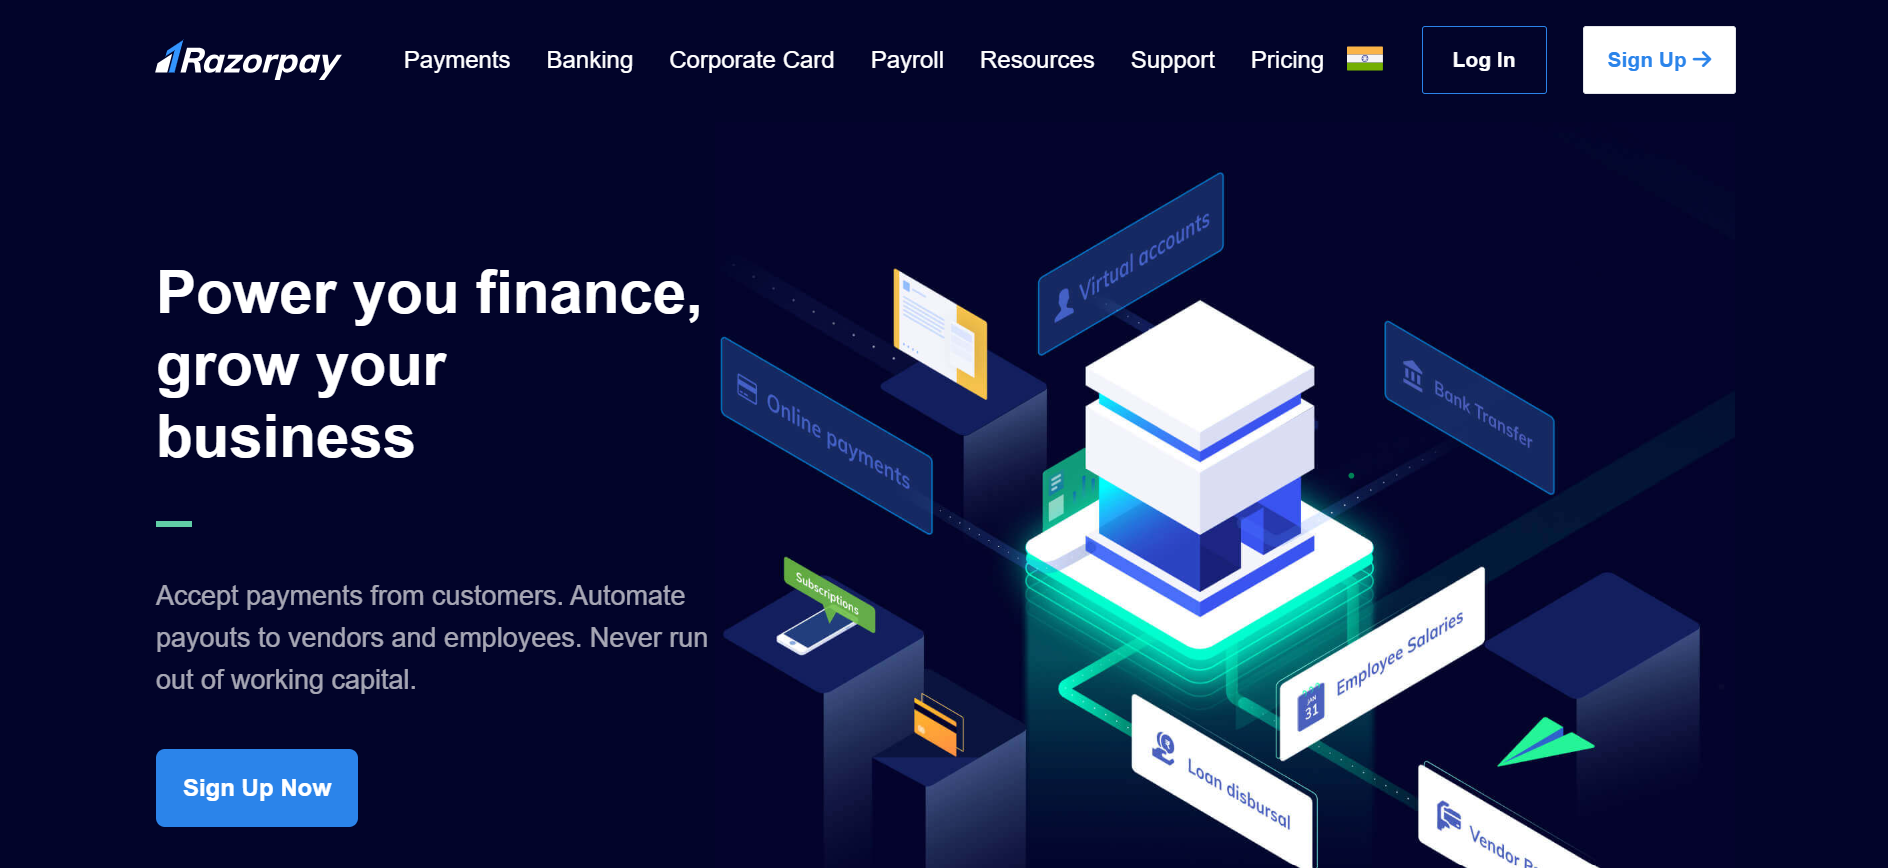 Razorpay
Payments
Banking
Corporate Card
Payroll
Resources
Support
Pricing
Log In
Sign Up
Power you finance,
grow your
business
Accept payments from customers. Automate
payouts to vendors and employees. Never run
out of working capital.
Sign Up Now
Virtual accounts
Online payments
Bank Transfer
Subscriptions
Employee Salaries
JAN
31
Loan disbursal
Vendor